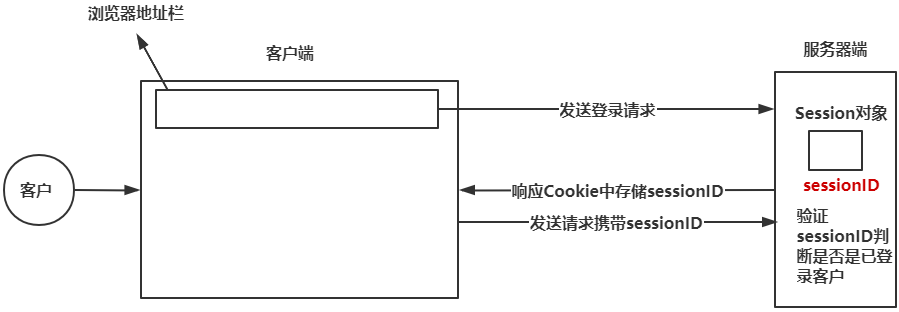 浏览器地址栏
客户端
服务器端
发送登录请求
Session对象
客户
响应Cookie中存储sessionID
sessionID
发送请求携带sessionID
验证
sessionID判
断是否是已登
录客户